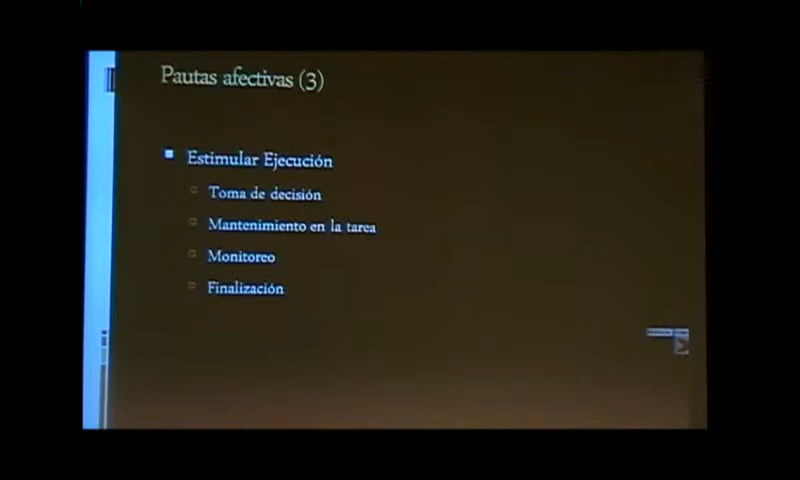 Pautas afectivas (3)
Estimular Ejecución
Toma de decisión
Mantenimiento en la tarea
Monitoreo
Finalización